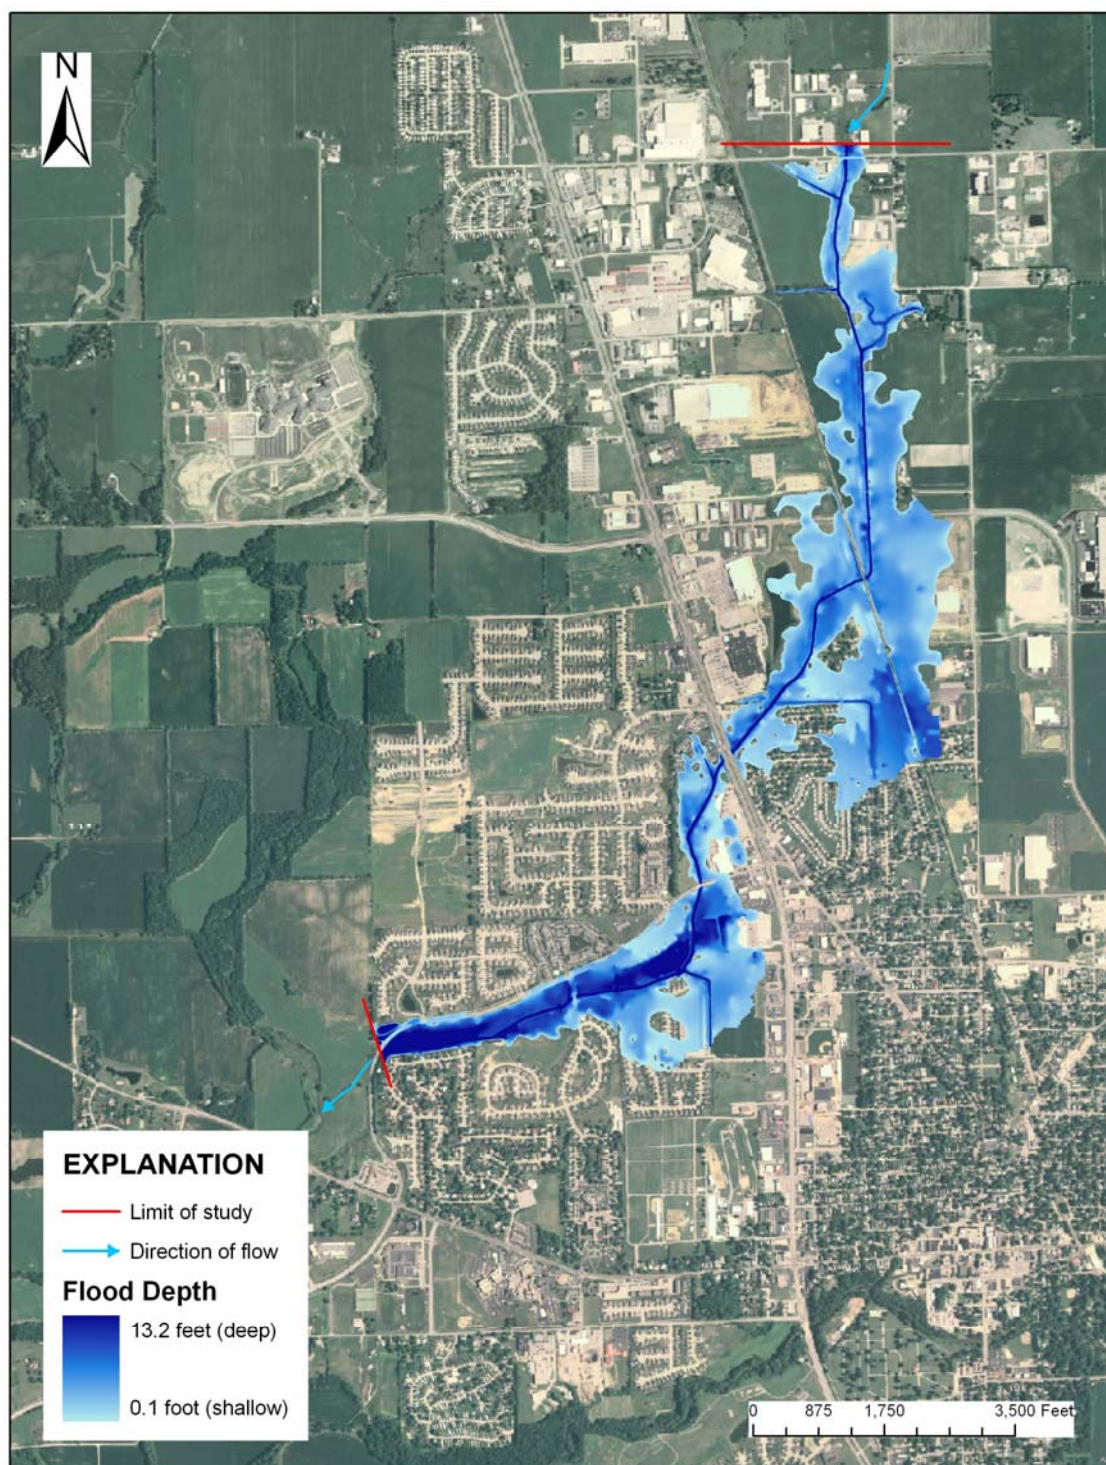 N
EXPLANATION
Limit of study
Direction of flow
Flood Depth
13.2 feet (deep)
0.1 foot (shallow)
0 875 1,750 3,500 Feet